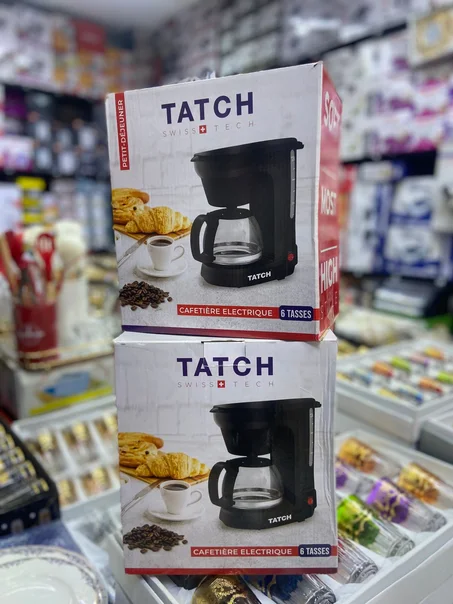 PETIT-DÉJEUNER
TATCH
SWISS TECH
TATCH
CAFETIÈRE ELECTRIQUE 6 TASSES
MOST
HIGH
TATCH
SWISS TECH
TATCH
CAFETIÈRE ELECTRIQUE 6 TASSES